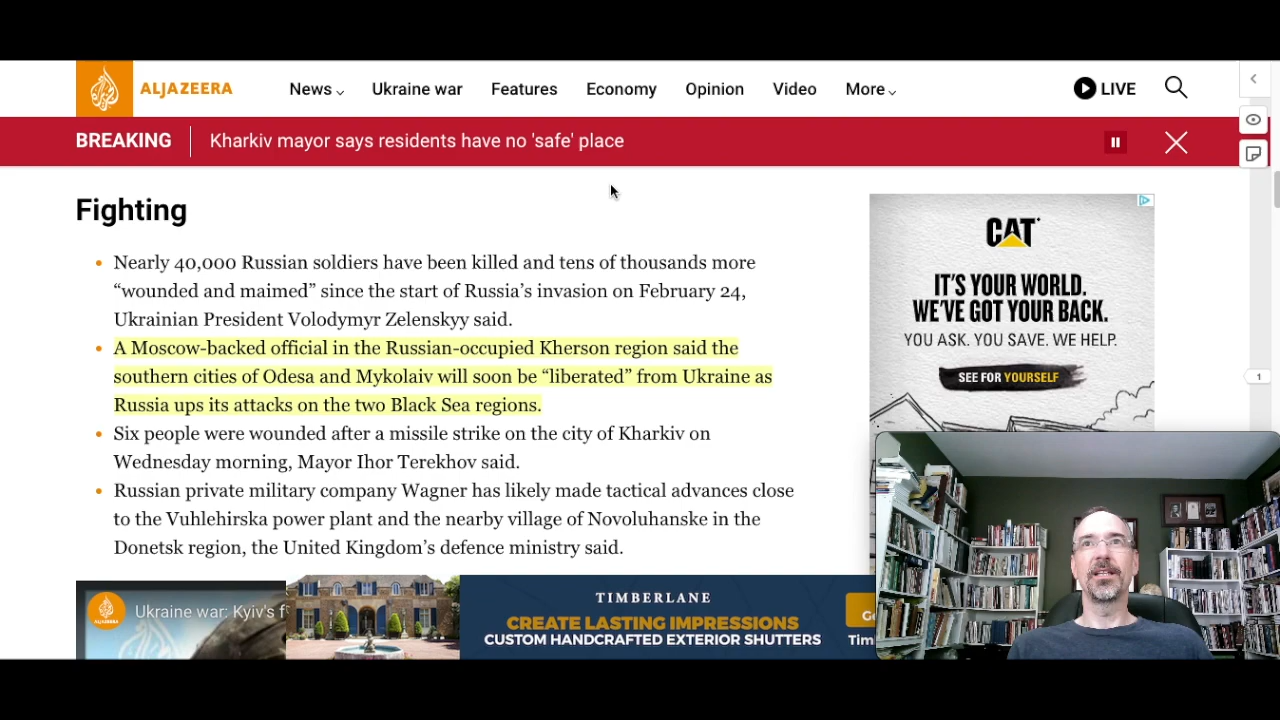 ALJAZEERA
News
Ukraine war
Features
Economy
Opinion
Video
More
LIVE
BREAKING
Kharkiv mayor says residents have no 'safe' place
Fighting
Nearly 40,000 Russian soldiers have been killed and tens of thousands more
“wounded and maimed” since the start of Russia’s invasion on February 24,
Ukrainian President Volodymyr Zelenskyy said.
A Moscow-backed official in the Russian-occupied Kherson region said the
southern cities of Odesa and Mykolaiv will soon be “liberated” from Ukraine as
Russia ups its attacks on the two Black Sea regions.
Six people were wounded after a missile strike on the city of Kharkiv on
Wednesday morning, Mayor Ihor Terekhov said.
Russian private military company Wagner has likely made tactical advances close
to the Vuhlehirska power plant and the nearby village of Novoluhanske in the
Donetsk region, the United Kingdom’s defence ministry said.
CAT
IT'S YOUR WORLD.
WE'VE GOT YOUR BACK.
YOU ASK. YOU SAVE. WE HELP.
SEE FOR YOURSELF
1
Ukraine war: Kyiv's f
TIMBERLANE
CREATE LASTING IMPRESSIONS
CUSTOM HANDCRAFTED EXTERIOR SHUTTERS